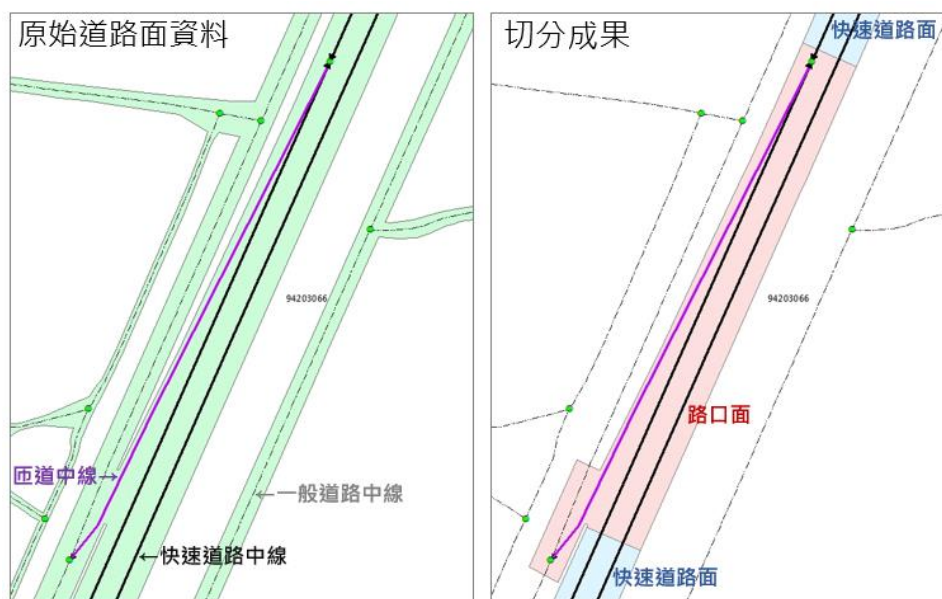 原始道路面資料
94203066
匝道中線→
←一般道路中線
←快速道路中線
切分成果
快速道路面
94203066
路口面
快速道路面